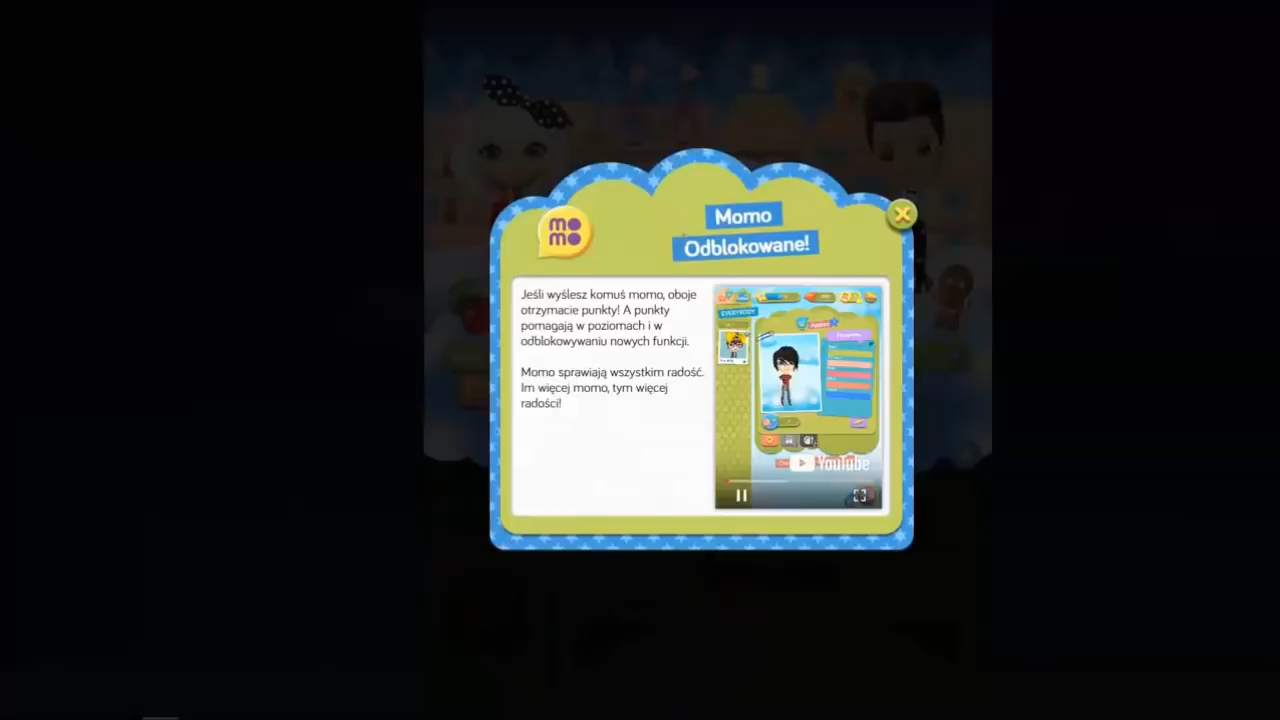 mo
mo
Momo
Odblokowane!
Jeśli wyślesz komuś momo, oboje
otrzymacie punkty! A punkty
pomagają w poziomach i w
odblokowywaniu nowych funkcji.
Momo sprawiają wszystkim radość.
Im więcej momo, tym więcej
radości!
EVERYBODY
YouTube